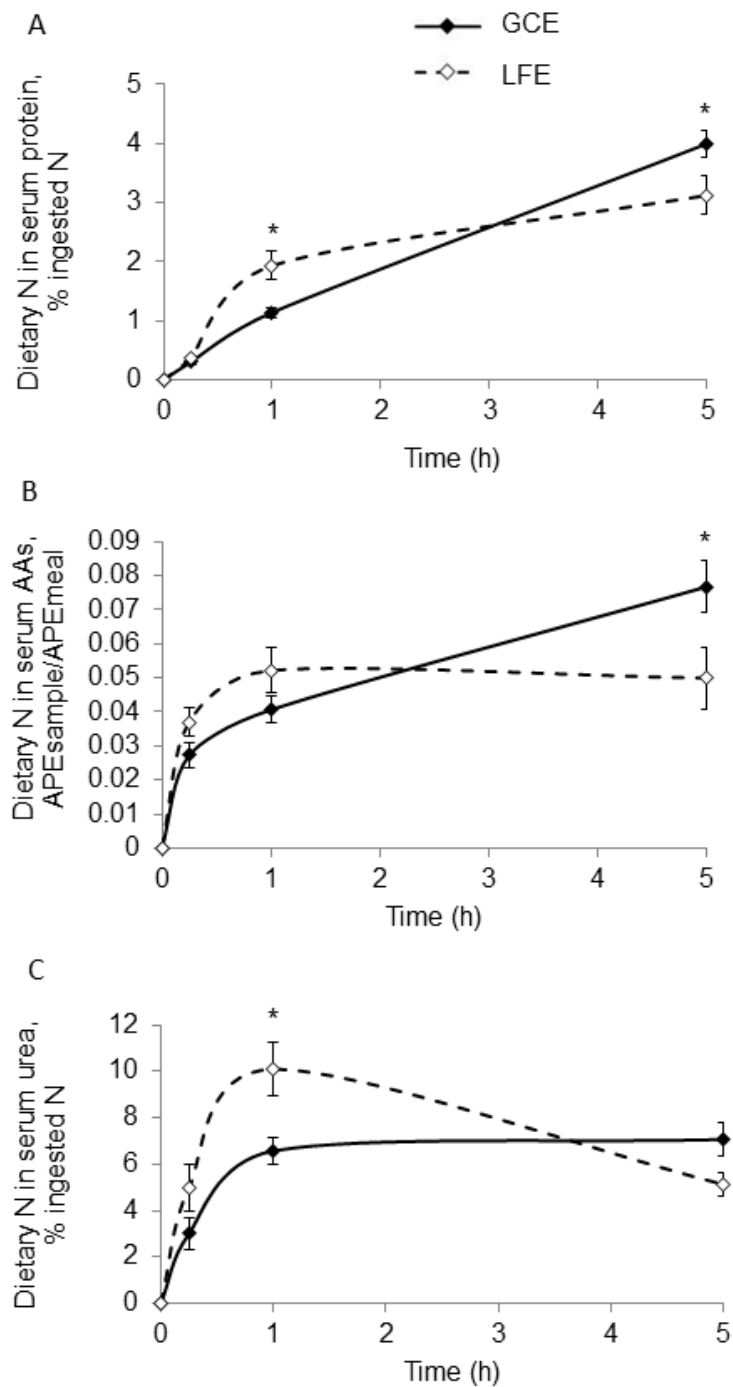 A
GCE
LFE
Dietary N in serum protein,
% ingested N
5
4
3
2
1
0
*
*
0 1 2 3 4 5
Time (h)
B
Dietary N in serum AAs,
APEsample/APEmeal
0.09
0.08
0.07
0.06
0.05
0.04
0.03
0.02
0.01
0
*
0 1 2 3 4 5
Time (h)
C
Dietary N in serum urea,
% ingested N
12
10
8
6
4
2
0
*
0 1 2 3 4 5
Time (h)